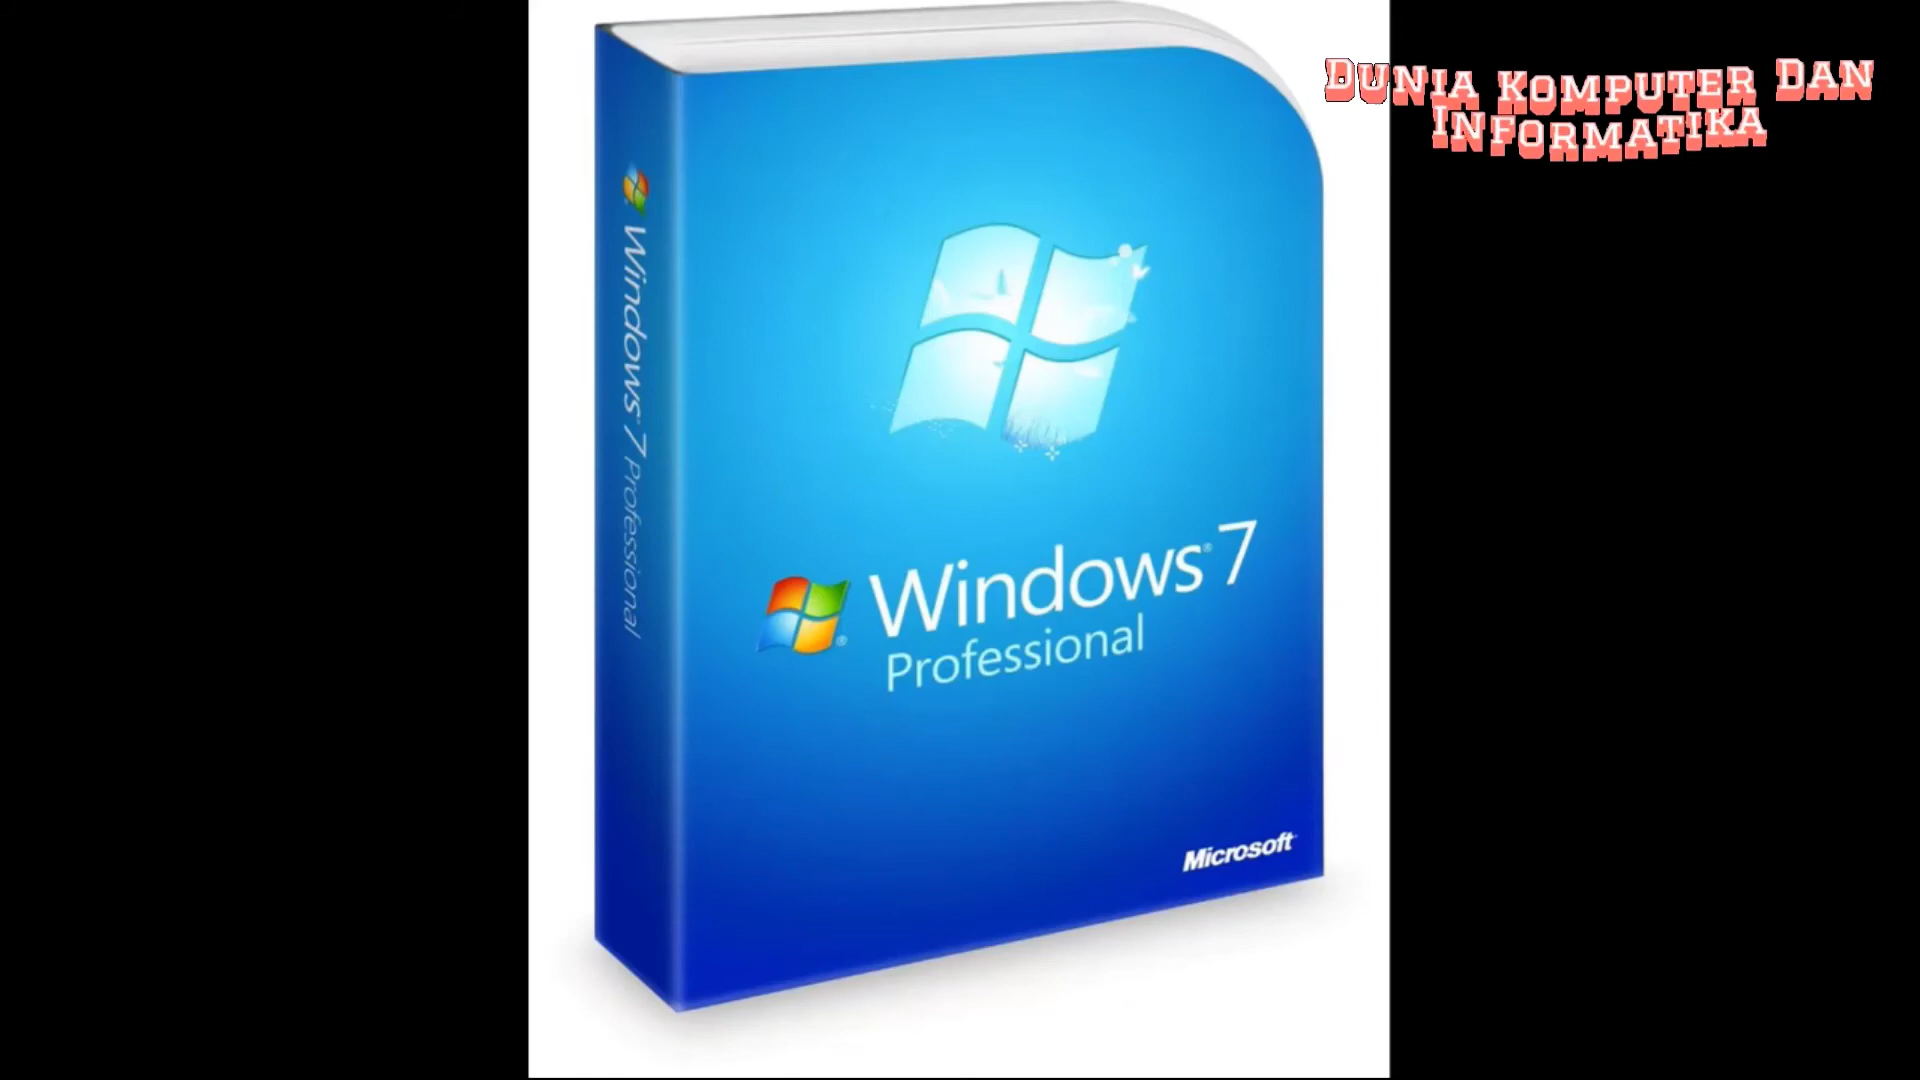 Dunia Komputer Dan
Informatika
Windows 7 Professional
Windows® 7
Professional
Microsoft